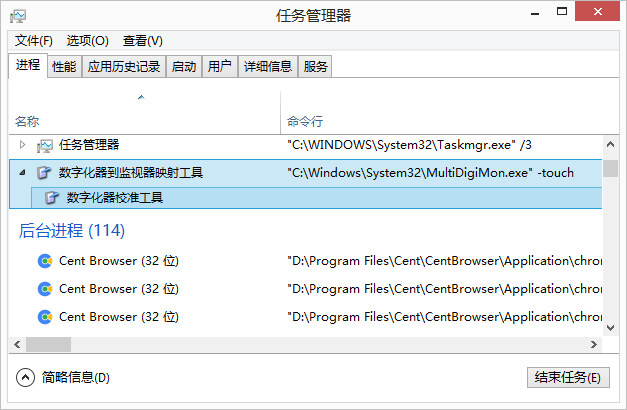 任务管理器
文件(F) 选项(O) 查看(V)
进程 性能 应用历史记录 启动 用户 详细信息 服务
名称 命令行
任务管理器 "C:\WINDOWS\System32\Taskmgr.exe" /3
数字化器到监视器映射工具 "C:\Windows\System32\MultiDigiMon.exe" -touch
数字化器校准工具
后台进程 (114)
Cent Browser (32 位) "D:\Program Files\Cent\CentBrowser\Application\chro
Cent Browser (32 位) "D:\Program Files\Cent\CentBrowser\Application\chro
Cent Browser (32 位) "D:\Program Files\Cent\CentBrowser\Application\chro
简略信息(D) 结束任务(E)